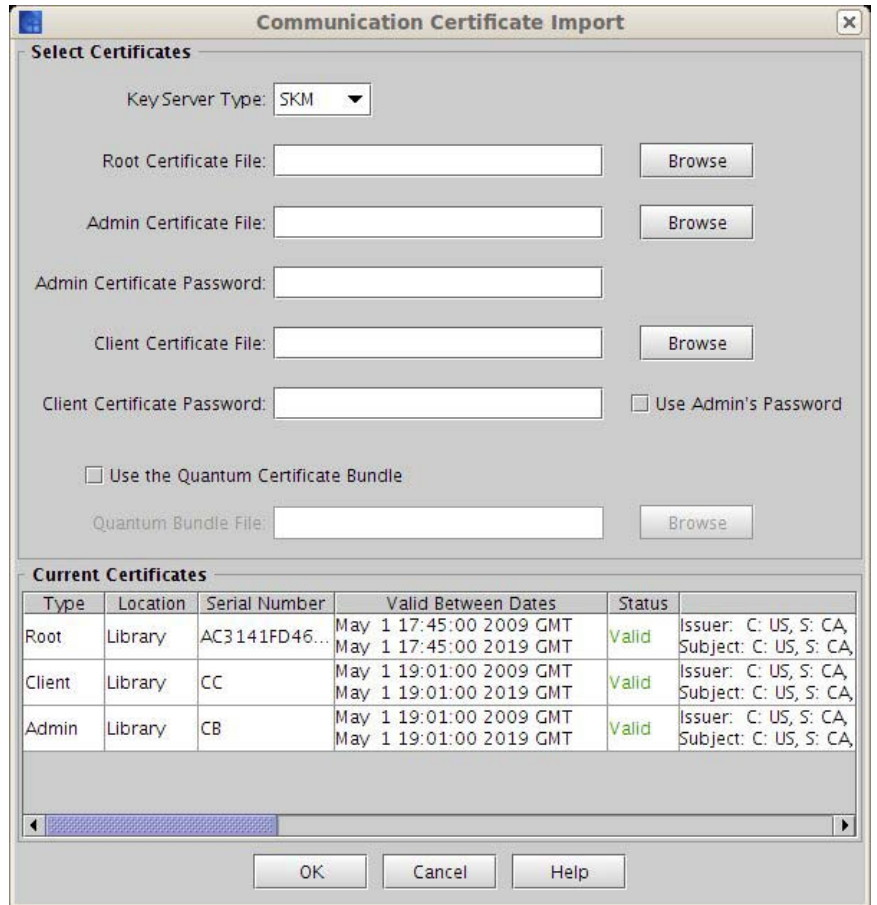 Communication Certificate Import
Select Certificates
Key Server Type: SKM
Root Certificate File: Browse
Admin Certificate File: Browse
Admin Certificate Password:
Client Certificate File: Browse
Client Certificate Password: Use Admin's Password
Use the Quantum Certificate Bundle
Quantum Bundle File: Browse
Current Certificates
Type Location Serial Number Valid Between Dates Status
Root Library AC3141FD46... May 1 17:45:00 2009 GMT Valid Issuer: C: US, S: CA,
May 1 17:45:00 2019 GMT Subject: C: US, S: CA,
Client Library CC May 1 19:01:00 2009 GMT Valid Issuer: C: US, S: CA,
May 1 19:01:00 2019 GMT Subject: C: US, S: CA,
Admin Library CB May 1 19:01:00 2009 GMT Valid Issuer: C: US, S: CA,
May 1 19:01:00 2019 GMT Subject: C: US, S: CA,
OK Cancel Help